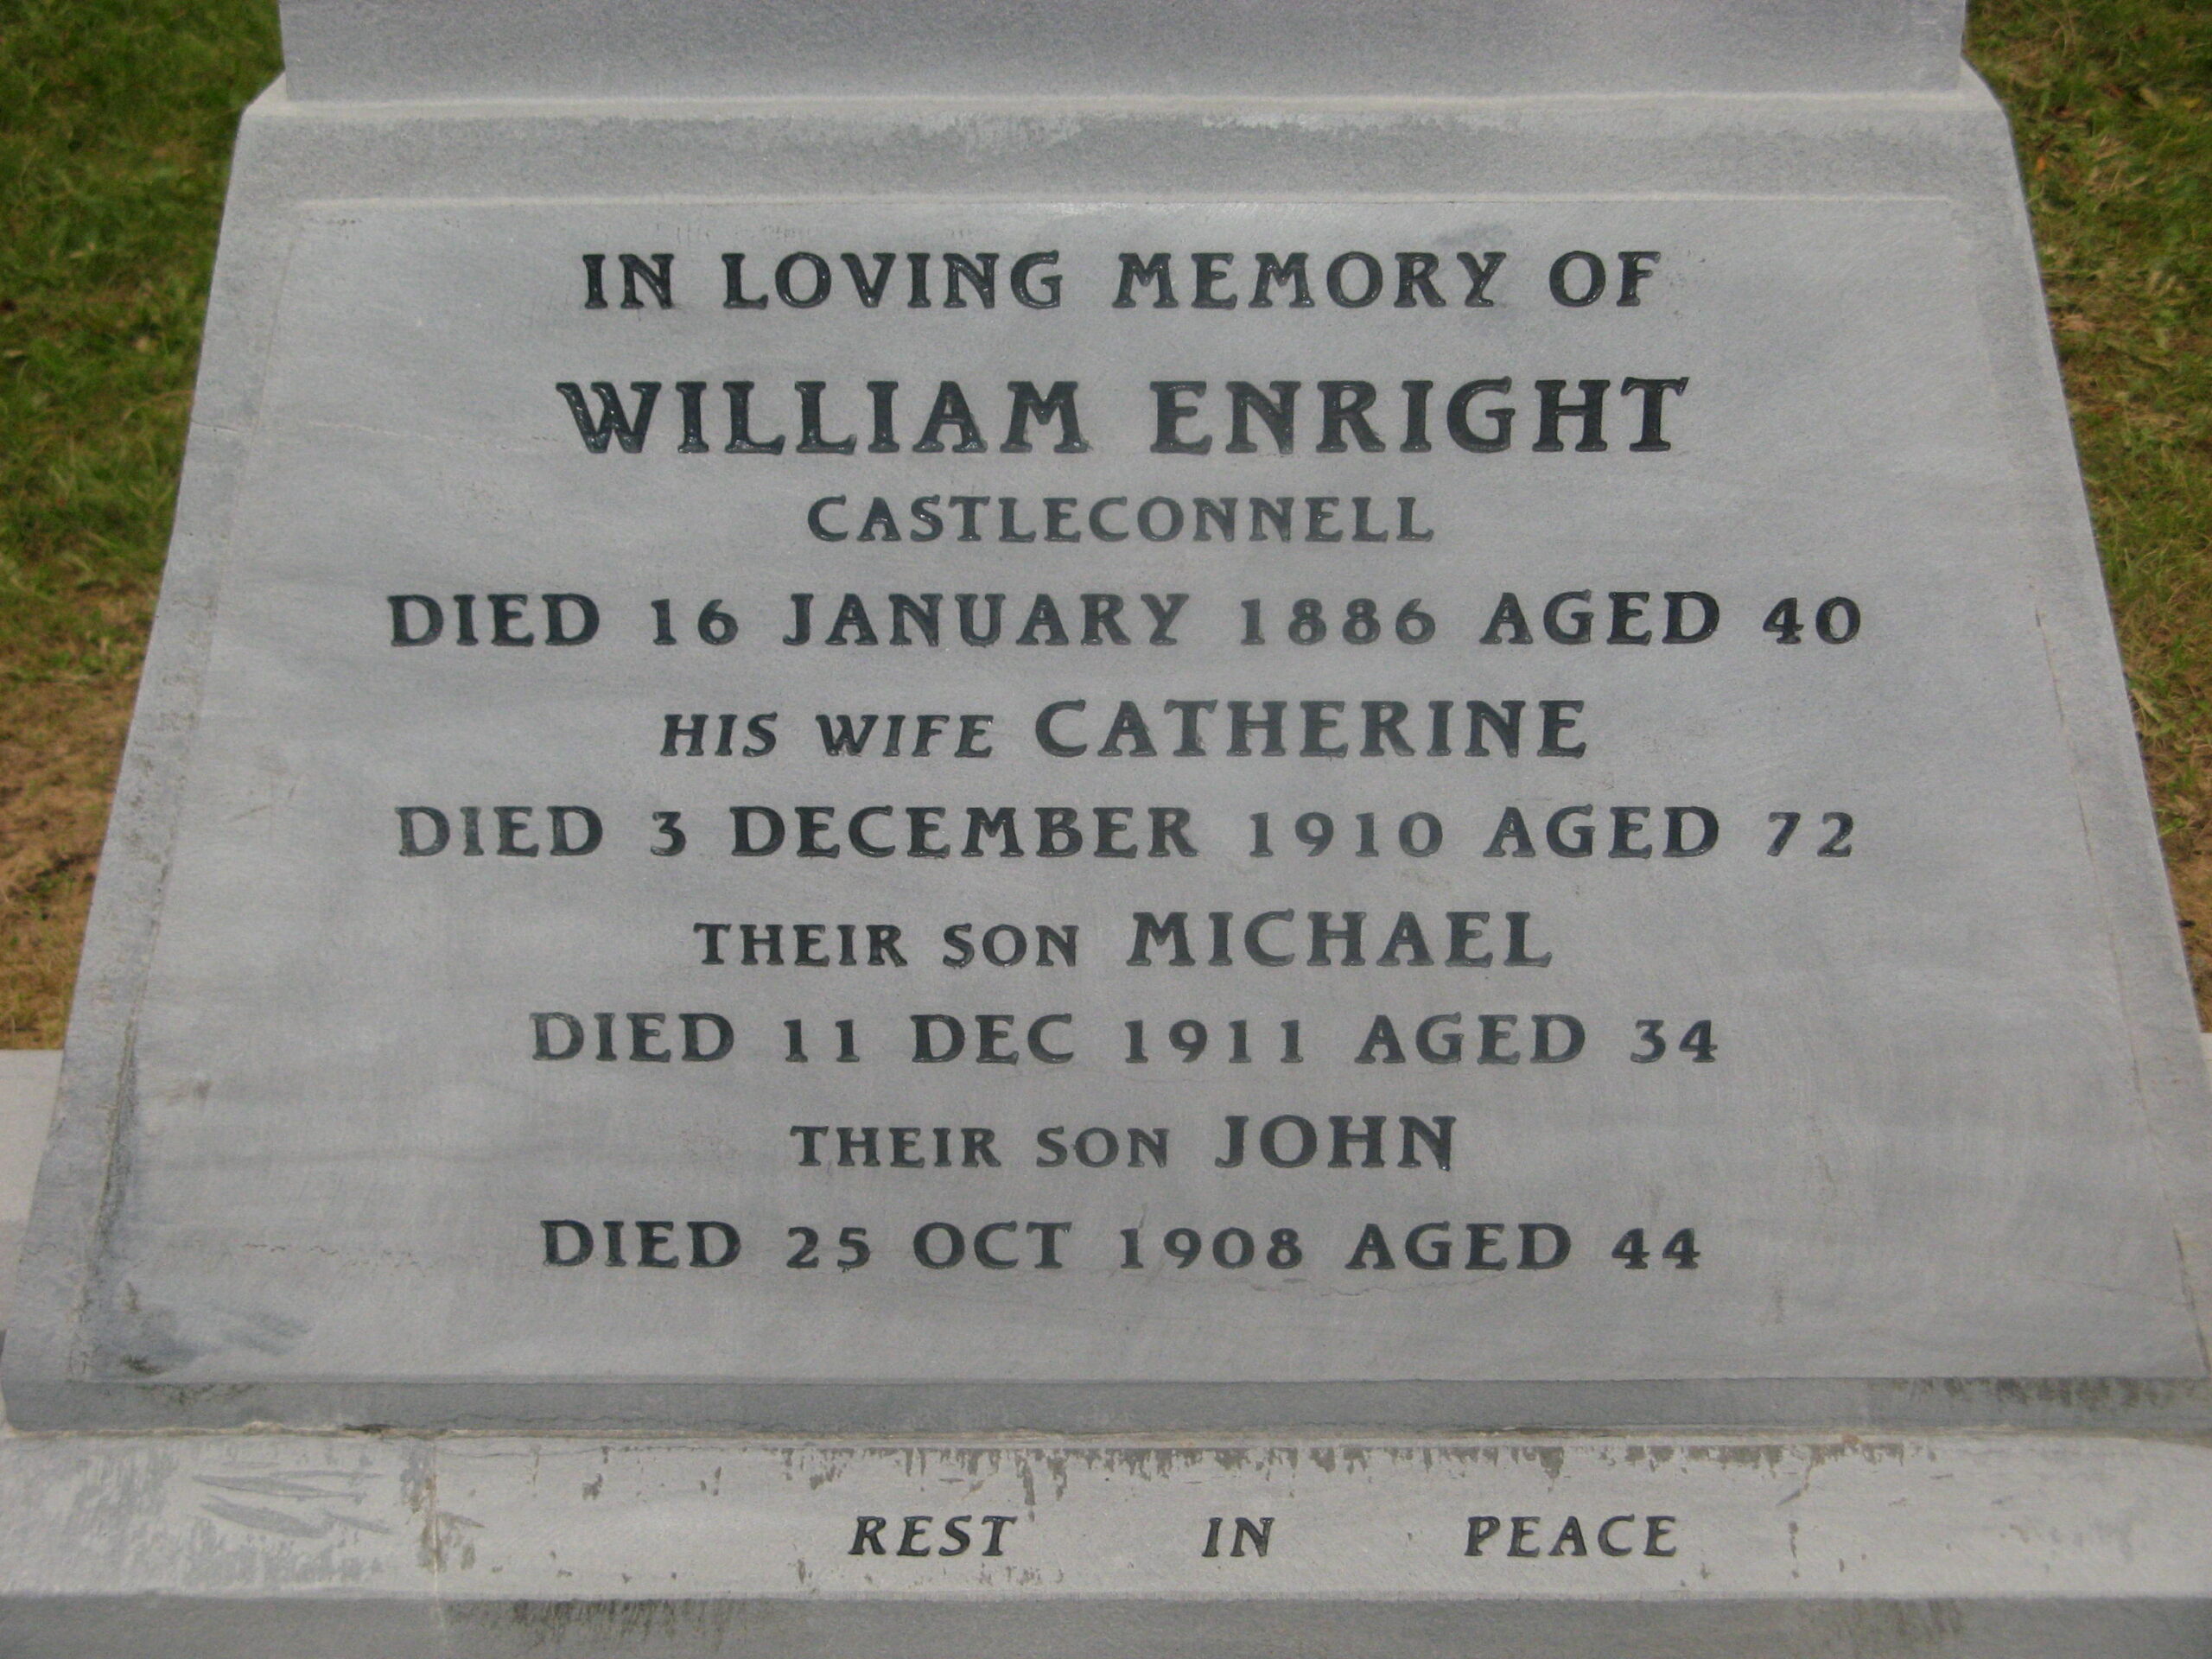 IN LOVING MEMORY OF
WILLIAM ENRIGHT
CASTLECONNELL
DIED 16 JANUARY 1886 AGED 40
HIS WIFE CATHERINE
DIED 3 DECEMBER 1910 AGED 72
THEIR SON MICHAEL
DIED 11 DEC 1911 AGED 34
THEIR SON JOHN
DIED 25 OCT 1908 AGED 44
REST IN PEACE